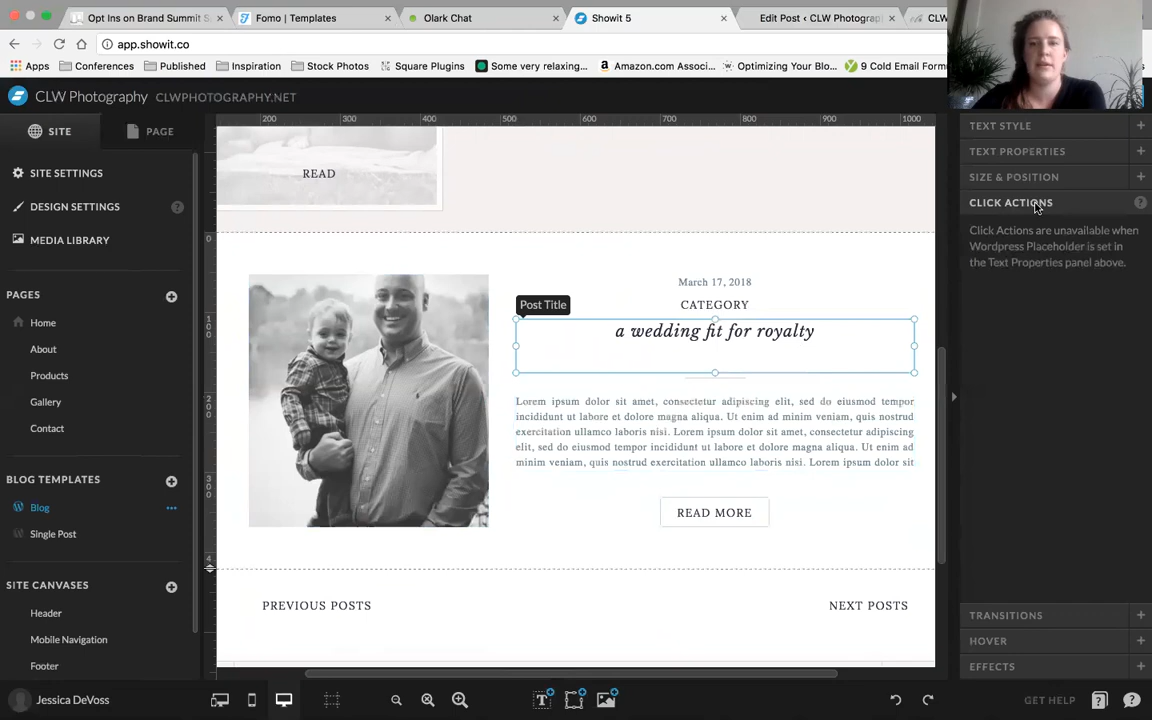 Opt Ins on Brand Summit S
Fomo | Templates
Olark Chat
Showit 5
Edit Post ‹ CLW Photograp
CLW
app.showit.co
Apps
Conferences
Published
Inspiration
Stock Photos
Square Plugins
Some very relaxing...
Amazon.com Associ...
Optimizing Your Blo...
9 Cold Email Form
CLW Photography CLWPHOTOGRAPHY.NET
SITE
PAGE
SITE SETTINGS
DESIGN SETTINGS
MEDIA LIBRARY
PAGES
Home
About
Products
Gallery
Contact
BLOG TEMPLATES
Blog
Single Post
SITE CANVASES
Header
Mobile Navigation
Footer
Jessica DeVoss
200 300 400 500 600 700 800 900 1000
0
100
200
300
4
READ
March 17, 2018
CATEGORY
Post Title
a wedding fit for royalty
Lorem ipsum dolor sit amet, consectetur adipiscing elit, sed do eiusmod tempor
incididunt ut labore et dolore magna aliqua. Ut enim ad minim veniam, quis nostrud
exercitation ullamco laboris nisi. Lorem ipsum dolor sit amet, consectetur adipiscing
elit, sed do eiusmod tempor incididunt ut labore et dolore magna aliqua. Ut enim ad
minim veniam, quis nostrud exercitation ullamco laboris nisi. Lorem ipsum dolor sit
READ MORE
PREVIOUS POSTS
NEXT POSTS
TEXT STYLE
TEXT PROPERTIES
SIZE & POSITION
CLICK ACTIONS
Click Actions are unavailable when
Wordpress Placeholder is set in
the Text Properties panel above.
TRANSITIONS
HOVER
EFFECTS
GET HELP